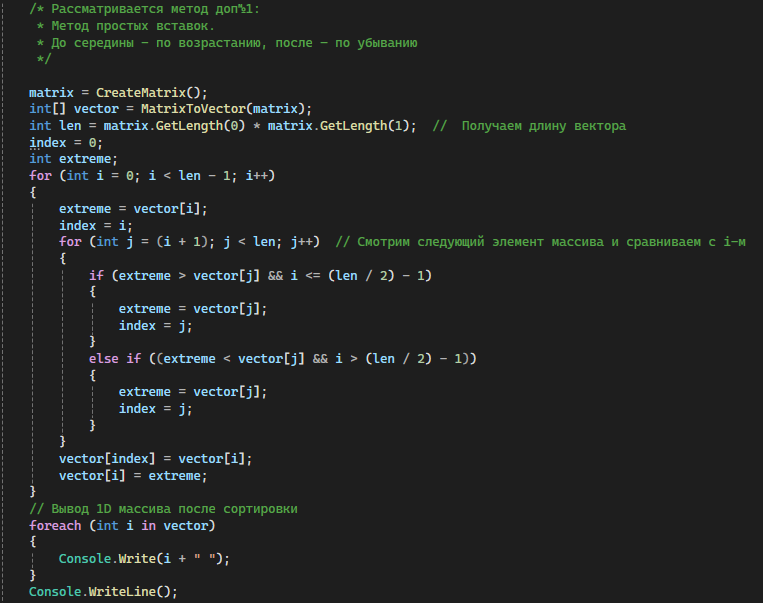 /* Рассматривается метод доп№1:
 * Метод простых вставок.
 * До середины - по возрастанию, после - по убыванию
 */
matrix = CreateMatrix();
int[] vector = MatrixToVector(matrix);
int len = matrix.GetLength(0) * matrix.GetLength(1);  //  Получаем длину вектора
index = 0;
int extreme;
for (int i = 0; i < len - 1; i++)
{
    extreme = vector[i];
    index = i;
    for (int j = (i + 1); j < len; j++)  // Смотрим следующий элемент массива и сравниваем с i-м
    {
        if (extreme > vector[j] && i <= (len / 2) - 1)
        {
            extreme = vector[j];
            index = j;
        }
        else if ((extreme < vector[j] && i > (len / 2) - 1))
        {
            extreme = vector[j];
            index = j;
        }
    }
    vector[index] = vector[i];
    vector[i] = extreme;
}
// Вывод 1D массива после сортировки
foreach (int i in vector)
{
    Console.Write(i + " ");
}
Console.WriteLine();